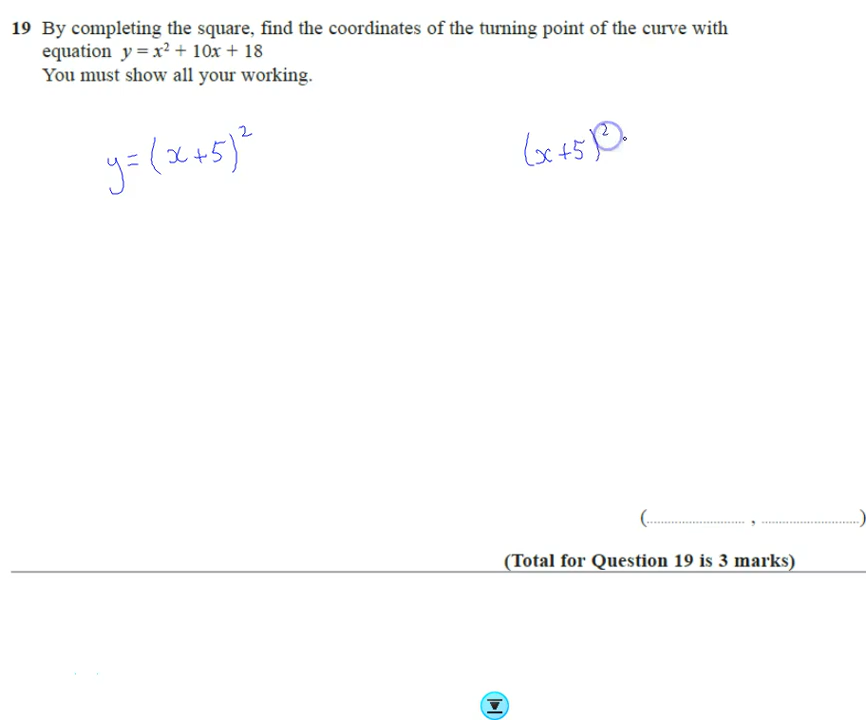 19 By completing the square, find the coordinates of the turning point of the curve with
equation y = x² + 10x + 18
You must show all your working.
y = (x+5)²
(x+5)²
(............................ , ............................)
(Total for Question 19 is 3 marks)